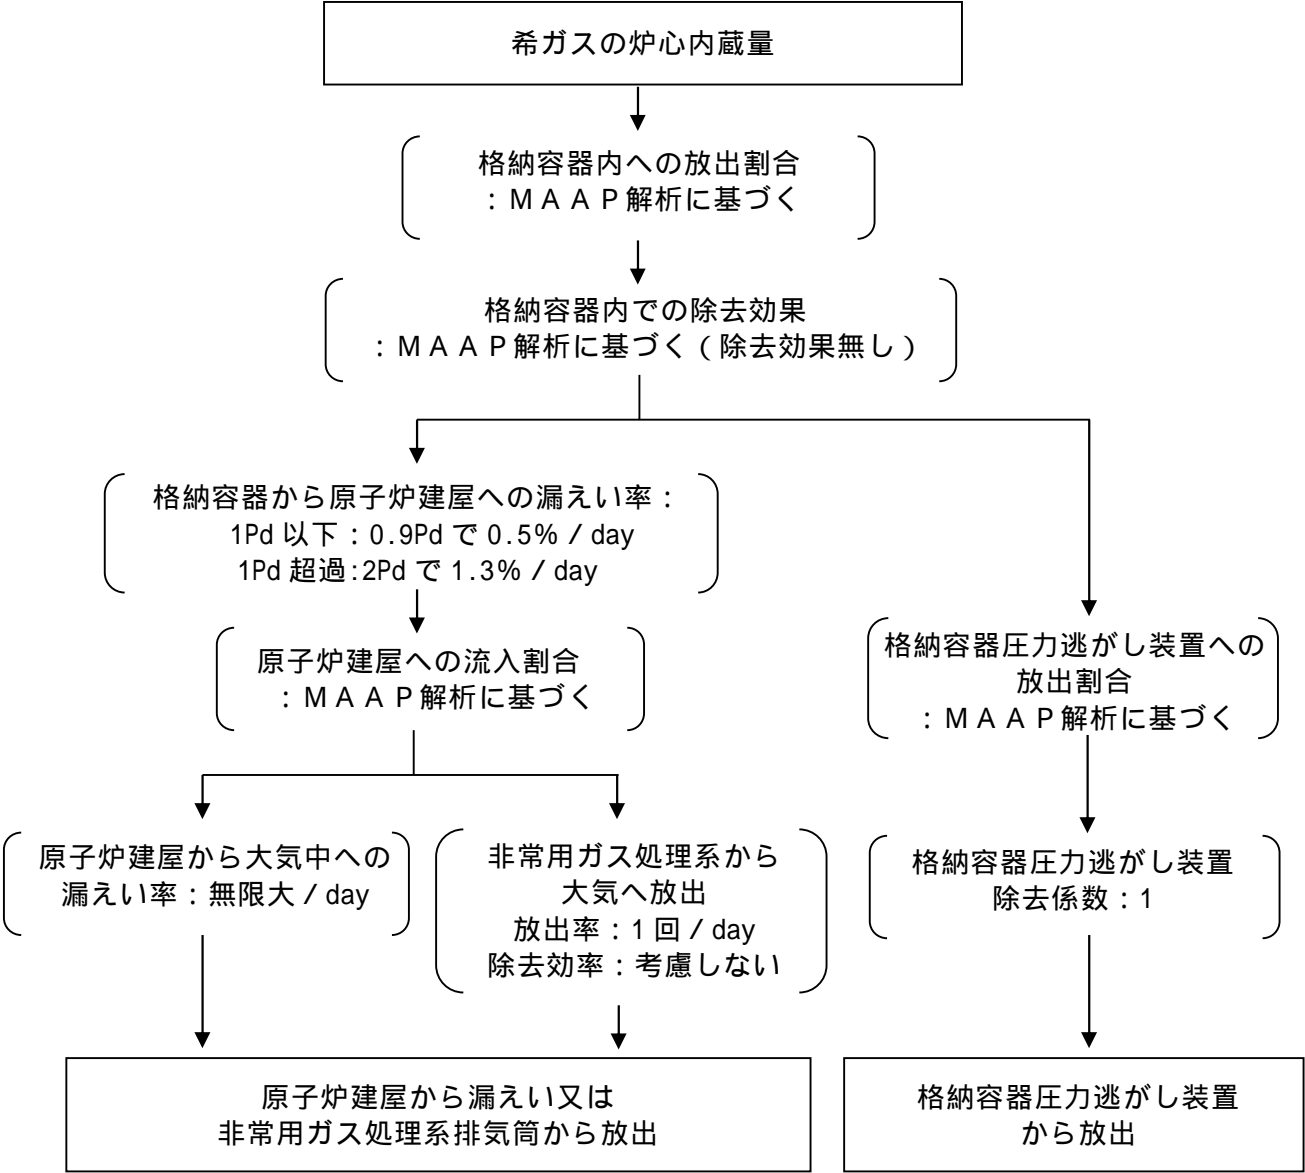 希ガスの炉心内蔵量
格納容器内への放出割合
：ＭＡＡＰ解析に基づく
格納容器内での除去効果
：ＭＡＡＰ解析に基づく（除去効果無し）
格納容器から原子炉建屋への漏えい率：
1Pd 以下：0.9Pd で 0.5%／day
1Pd 超過:2Pd で 1.3%／day
原子炉建屋への流入割合
：ＭＡＡＰ解析に基づく
格納容器圧力逃がし装置への
放出割合
：ＭＡＡＰ解析に基づく
原子炉建屋から大気中への
漏えい率：無限大／day
非常用ガス処理系から
大気へ放出
放出率：1 回／day
除去効率：考慮しない
格納容器圧力逃がし装置
除去係数：1
原子炉建屋から漏えい又は
非常用ガス処理系排気筒から放出
格納容器圧力逃がし装置
から放出